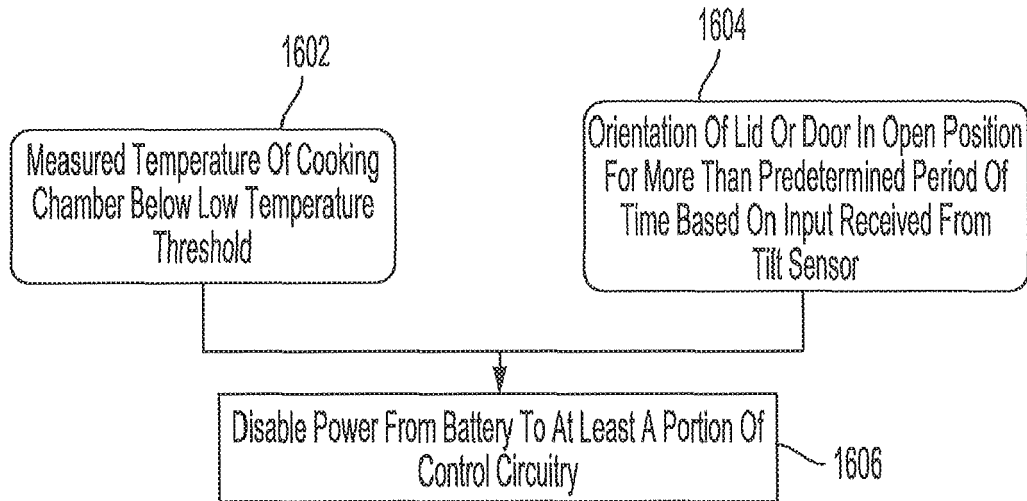 1602
1604
Measured Temperature Of Cooking
Chamber Below Low Temperature
Threshold
Orientation Of Lid Or Door In Open Position
For More Than Predetermined Period Of
Time Based On Input Received From
Tilt Sensor
Disable Power From Battery To At Least A Portion Of
Control Circuitry
1606